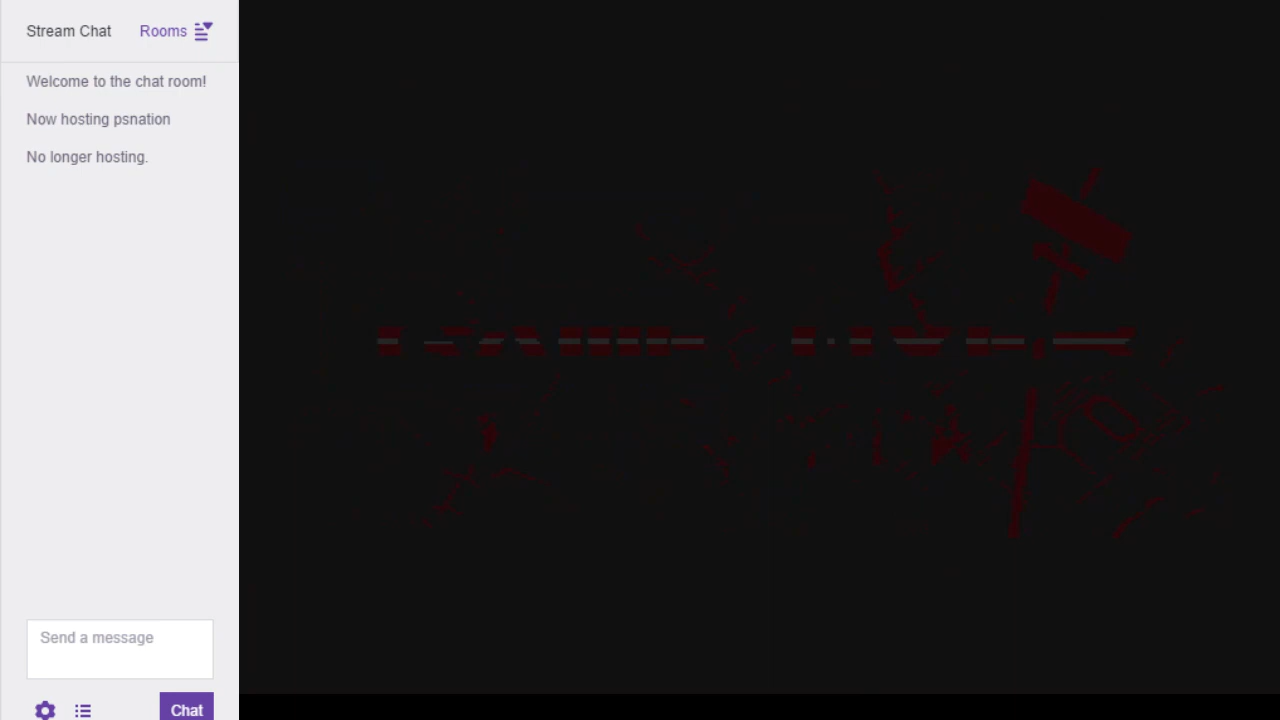 Stream Chat
Rooms
Welcome to the chat room!
Now hosting psnation
No longer hosting.
Send a message
Chat